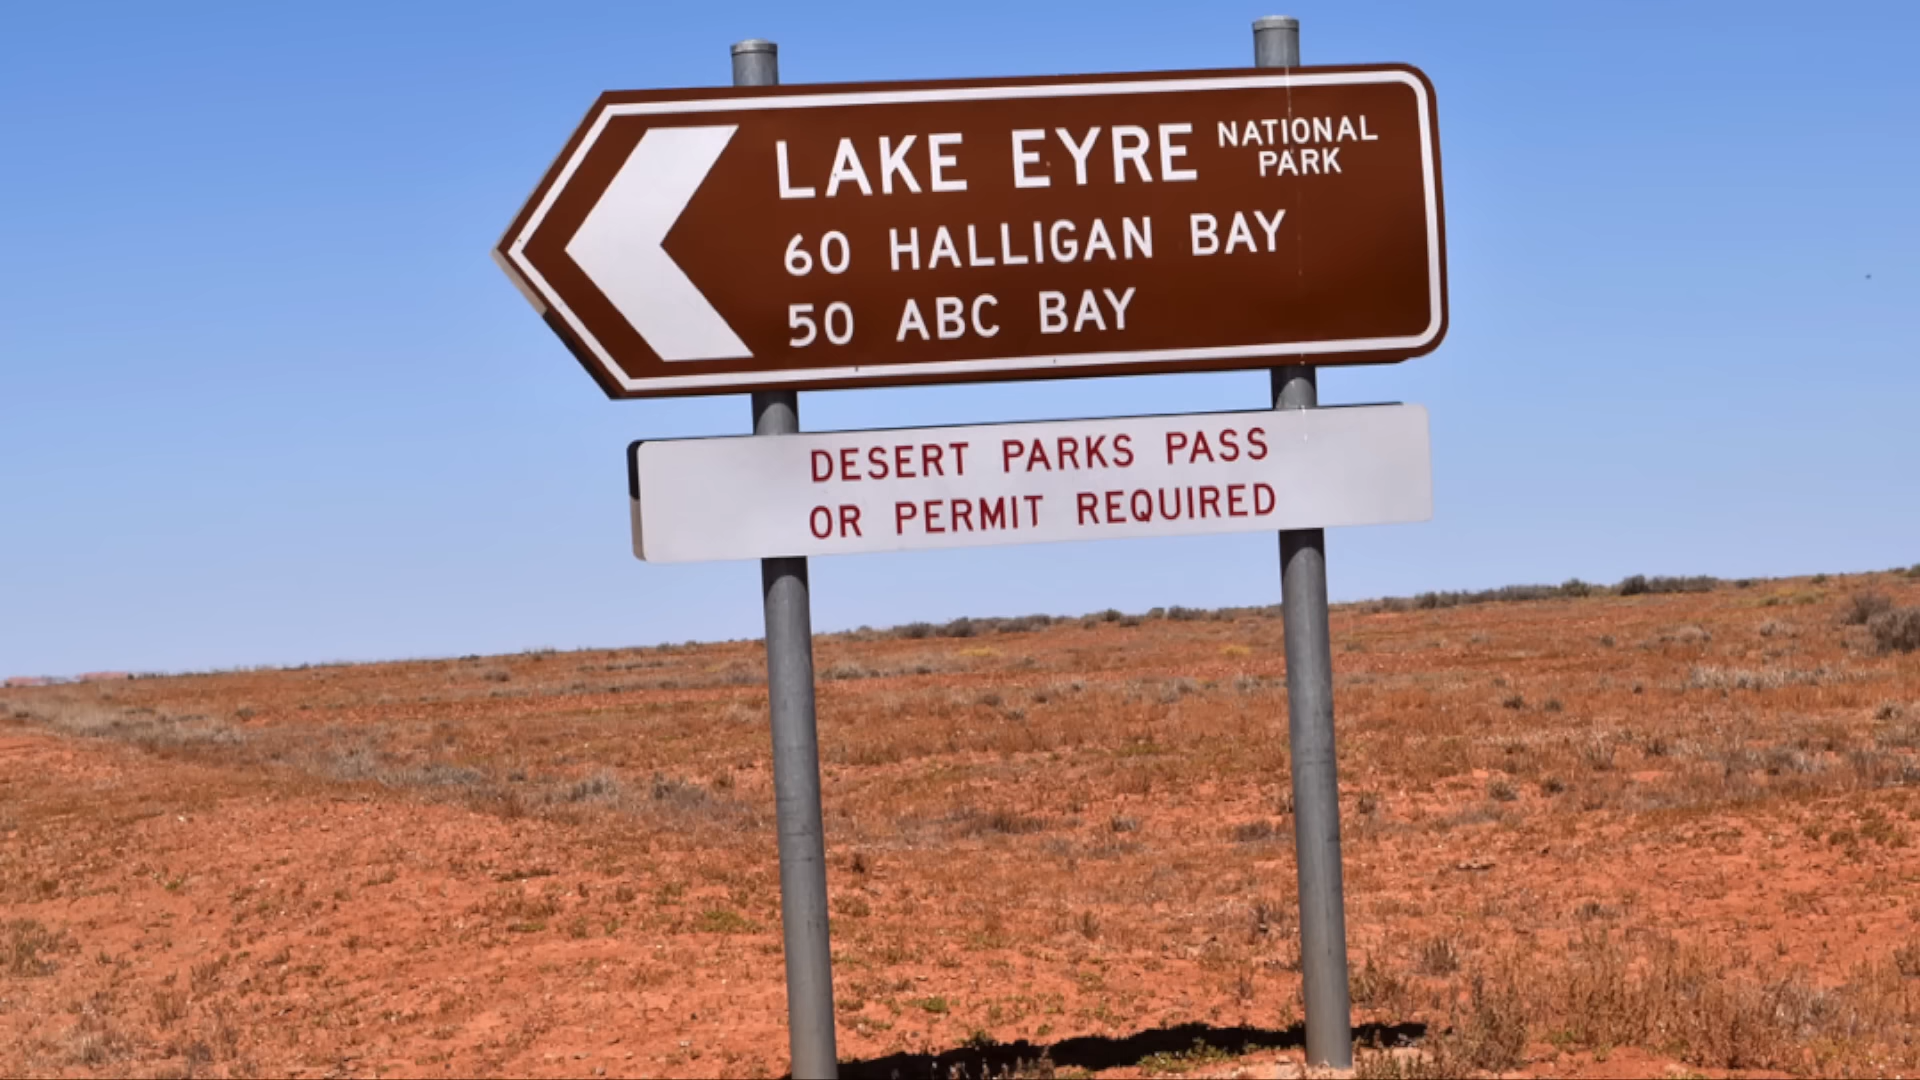 LAKE EYRE NATIONAL PARK
60 HALLIGAN BAY
50 ABC BAY
DESERT PARKS PASS
OR PERMIT REQUIRED